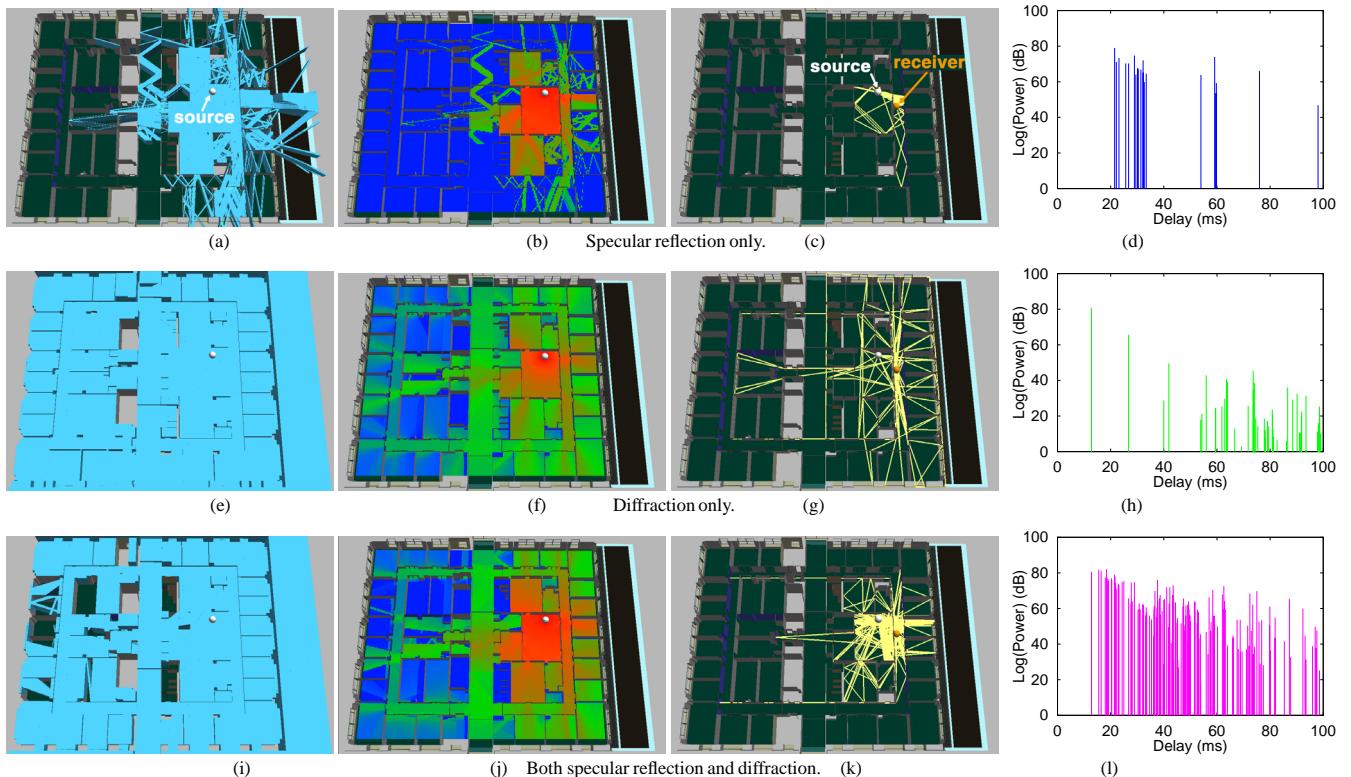 source
source
receiver
100
80
60
40
20
0
Log(Power) (dB)
0 20 40 60 80 100
Delay (ms)
(a) (b) Specular reflection only. (c) (d)
100
80
60
40
20
0
Log(Power) (dB)
0 20 40 60 80 100
Delay (ms)
(e) (f) Diffraction only. (g) (h)
100
80
60
40
20
0
Log(Power) (dB)
0 20 40 60 80 100
Delay (ms)
(i) (j) Both specular reflection and diffraction. (k) (l)